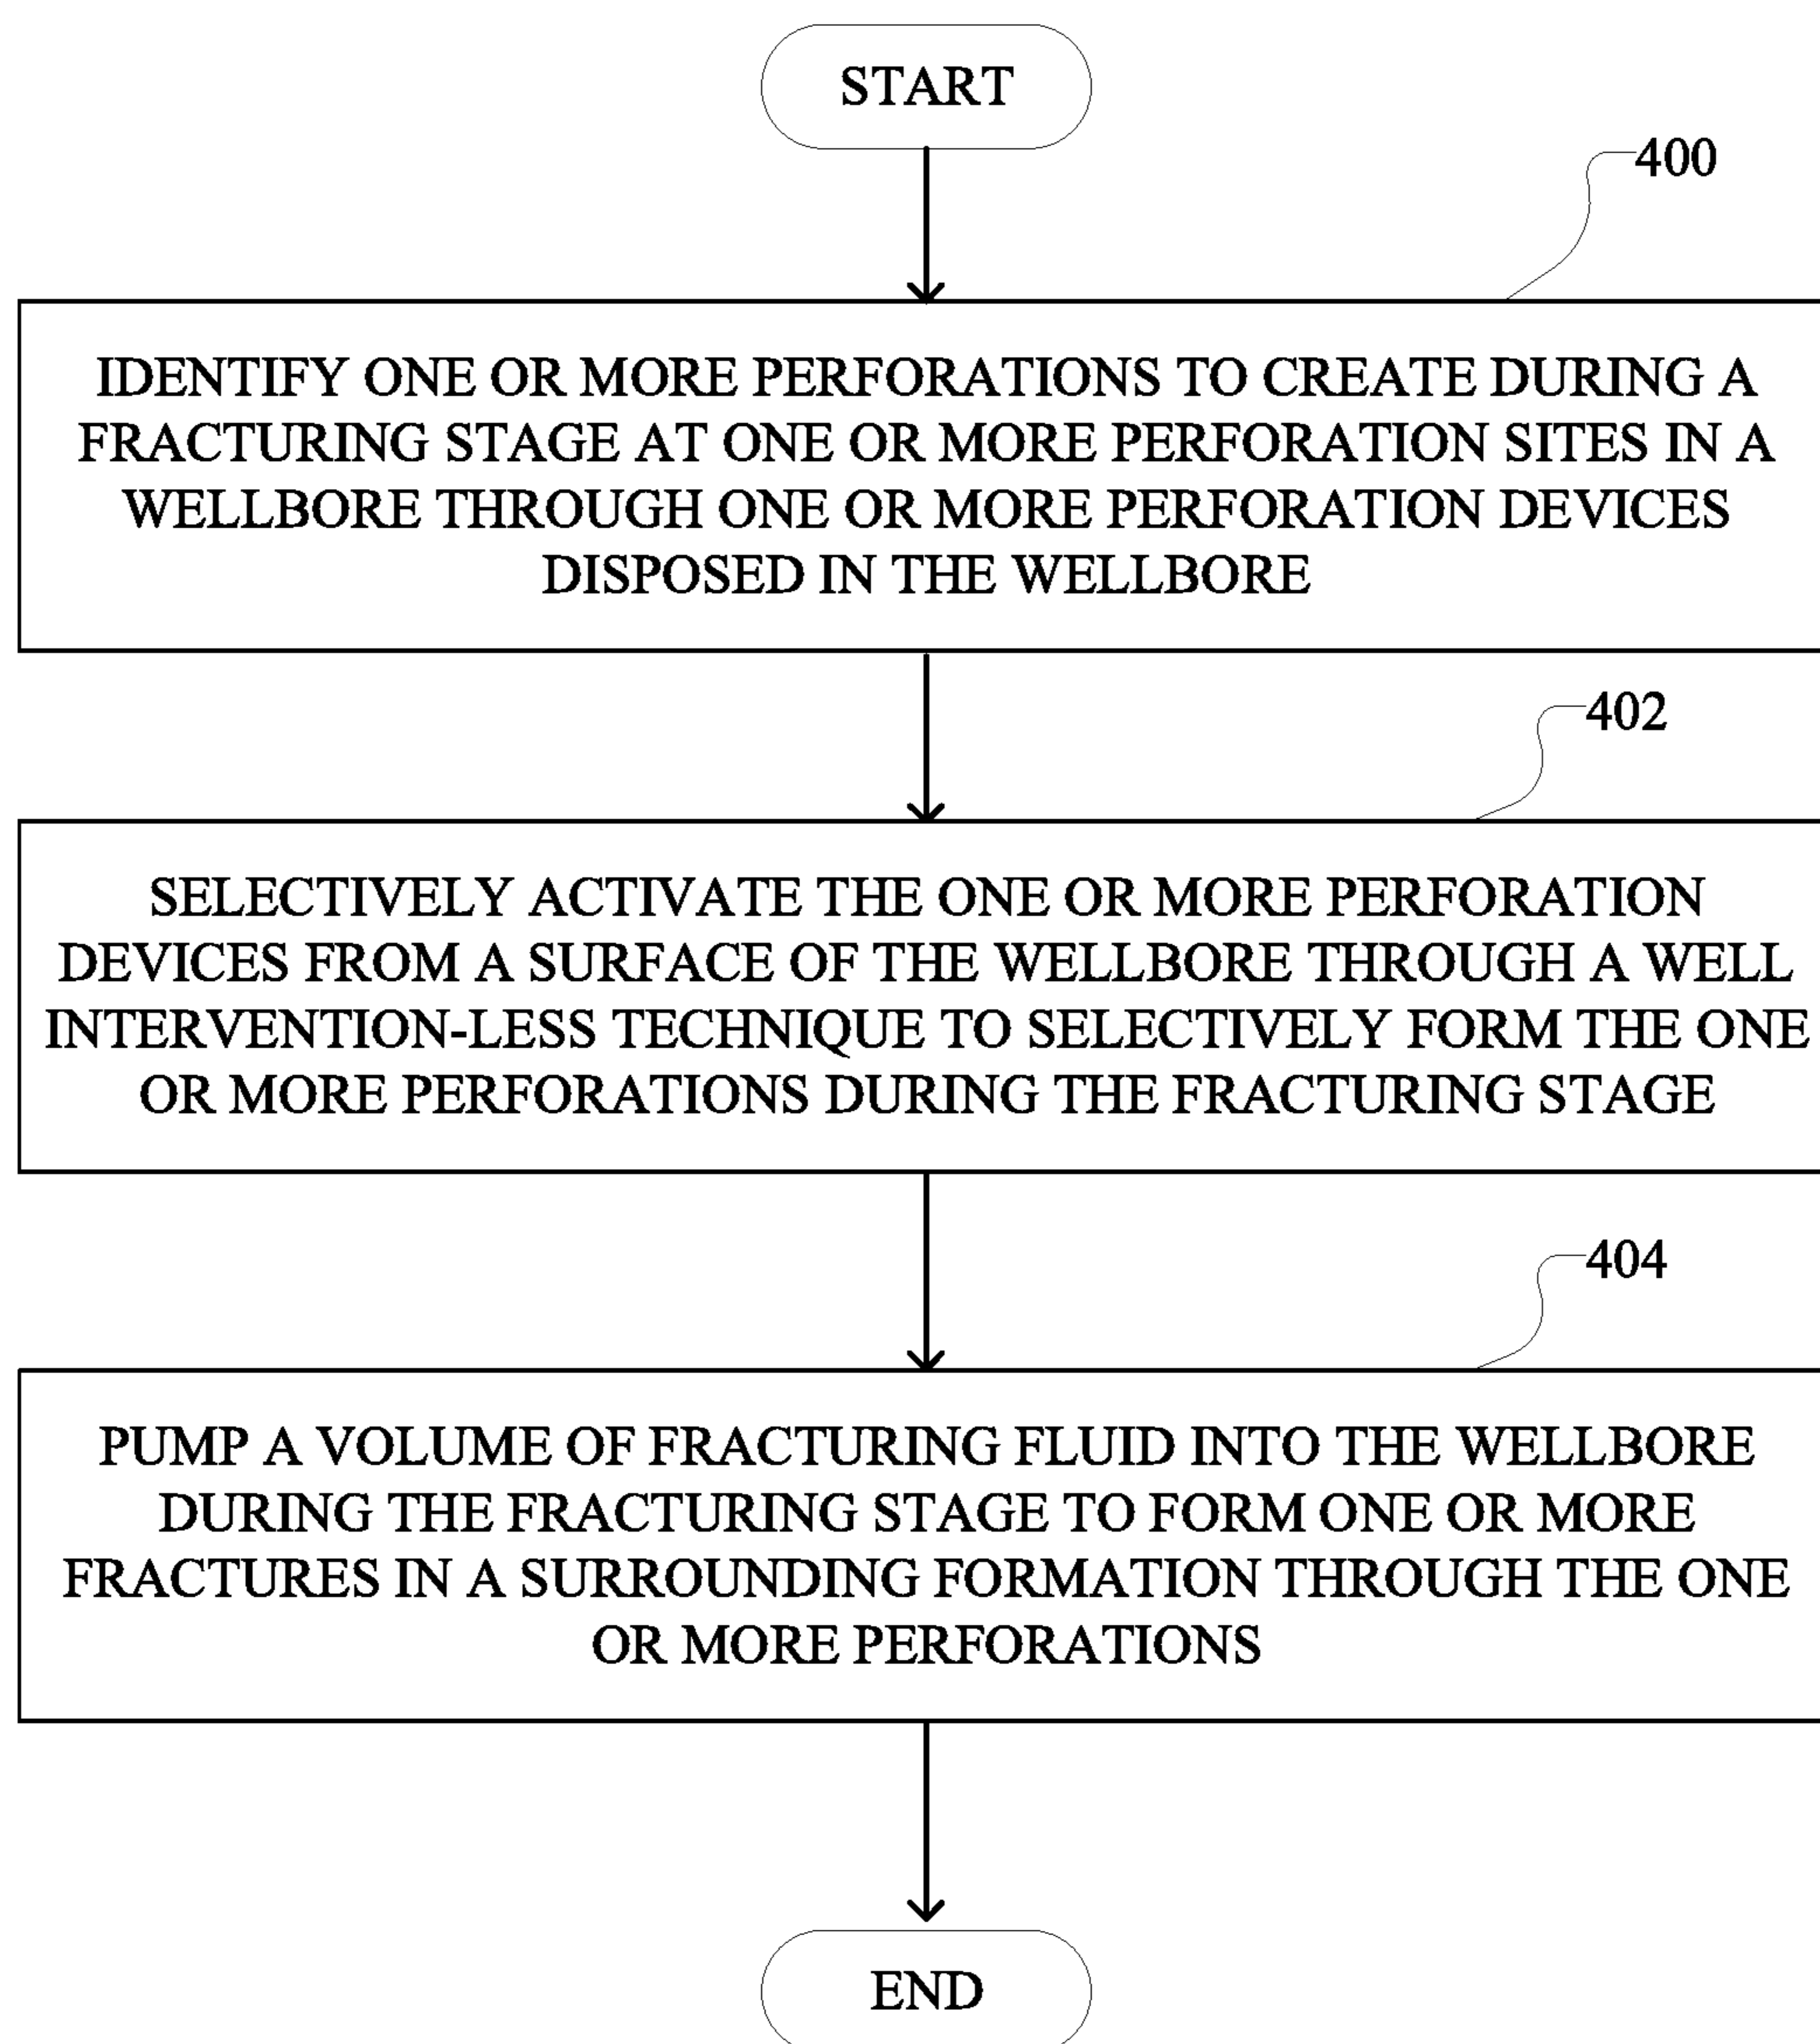 START
400
IDENTIFY ONE OR MORE PERFORATIONS TO CREATE DURING A
FRACTURING STAGE AT ONE OR MORE PERFORATION SITES IN A
WELLBORE THROUGH ONE OR MORE PERFORATION DEVICES
DISPOSED IN THE WELLBORE
402
SELECTIVELY ACTIVATE THE ONE OR MORE PERFORATION
DEVICES FROM A SURFACE OF THE WELLBORE THROUGH A WELL
INTERVENTION-LESS TECHNIQUE TO SELECTIVELY FORM THE ONE
OR MORE PERFORATIONS DURING THE FRACTURING STAGE
404
PUMP A VOLUME OF FRACTURING FLUID INTO THE WELLBORE
DURING THE FRACTURING STAGE TO FORM ONE OR MORE
FRACTURES IN A SURROUNDING FORMATION THROUGH THE ONE
OR MORE PERFORATIONS
END